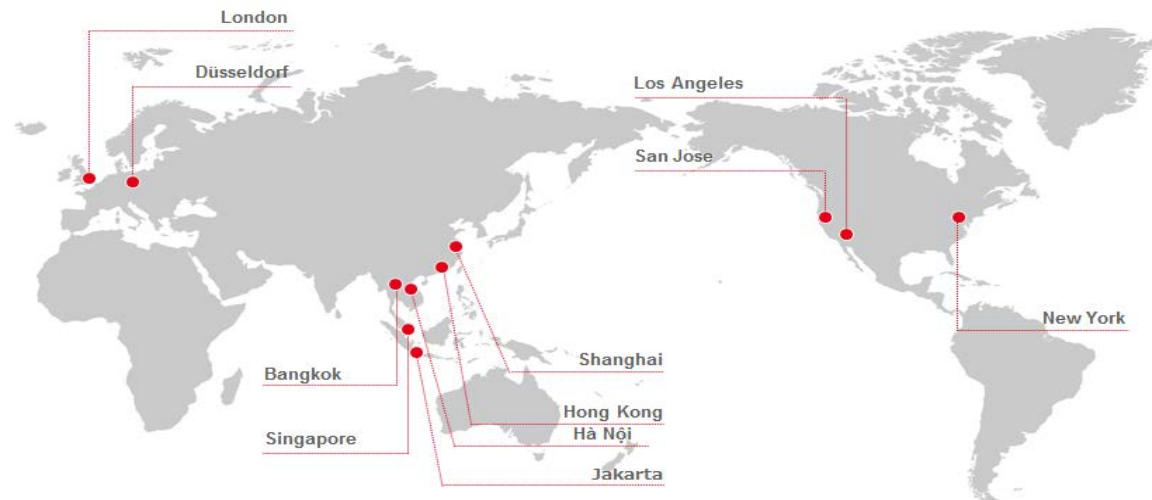 London
Düsseldorf
Los Angeles
San Jose
New York
Shanghai
Bangkok
Hong Kong
Hà Nội
Singapore
Jakarta